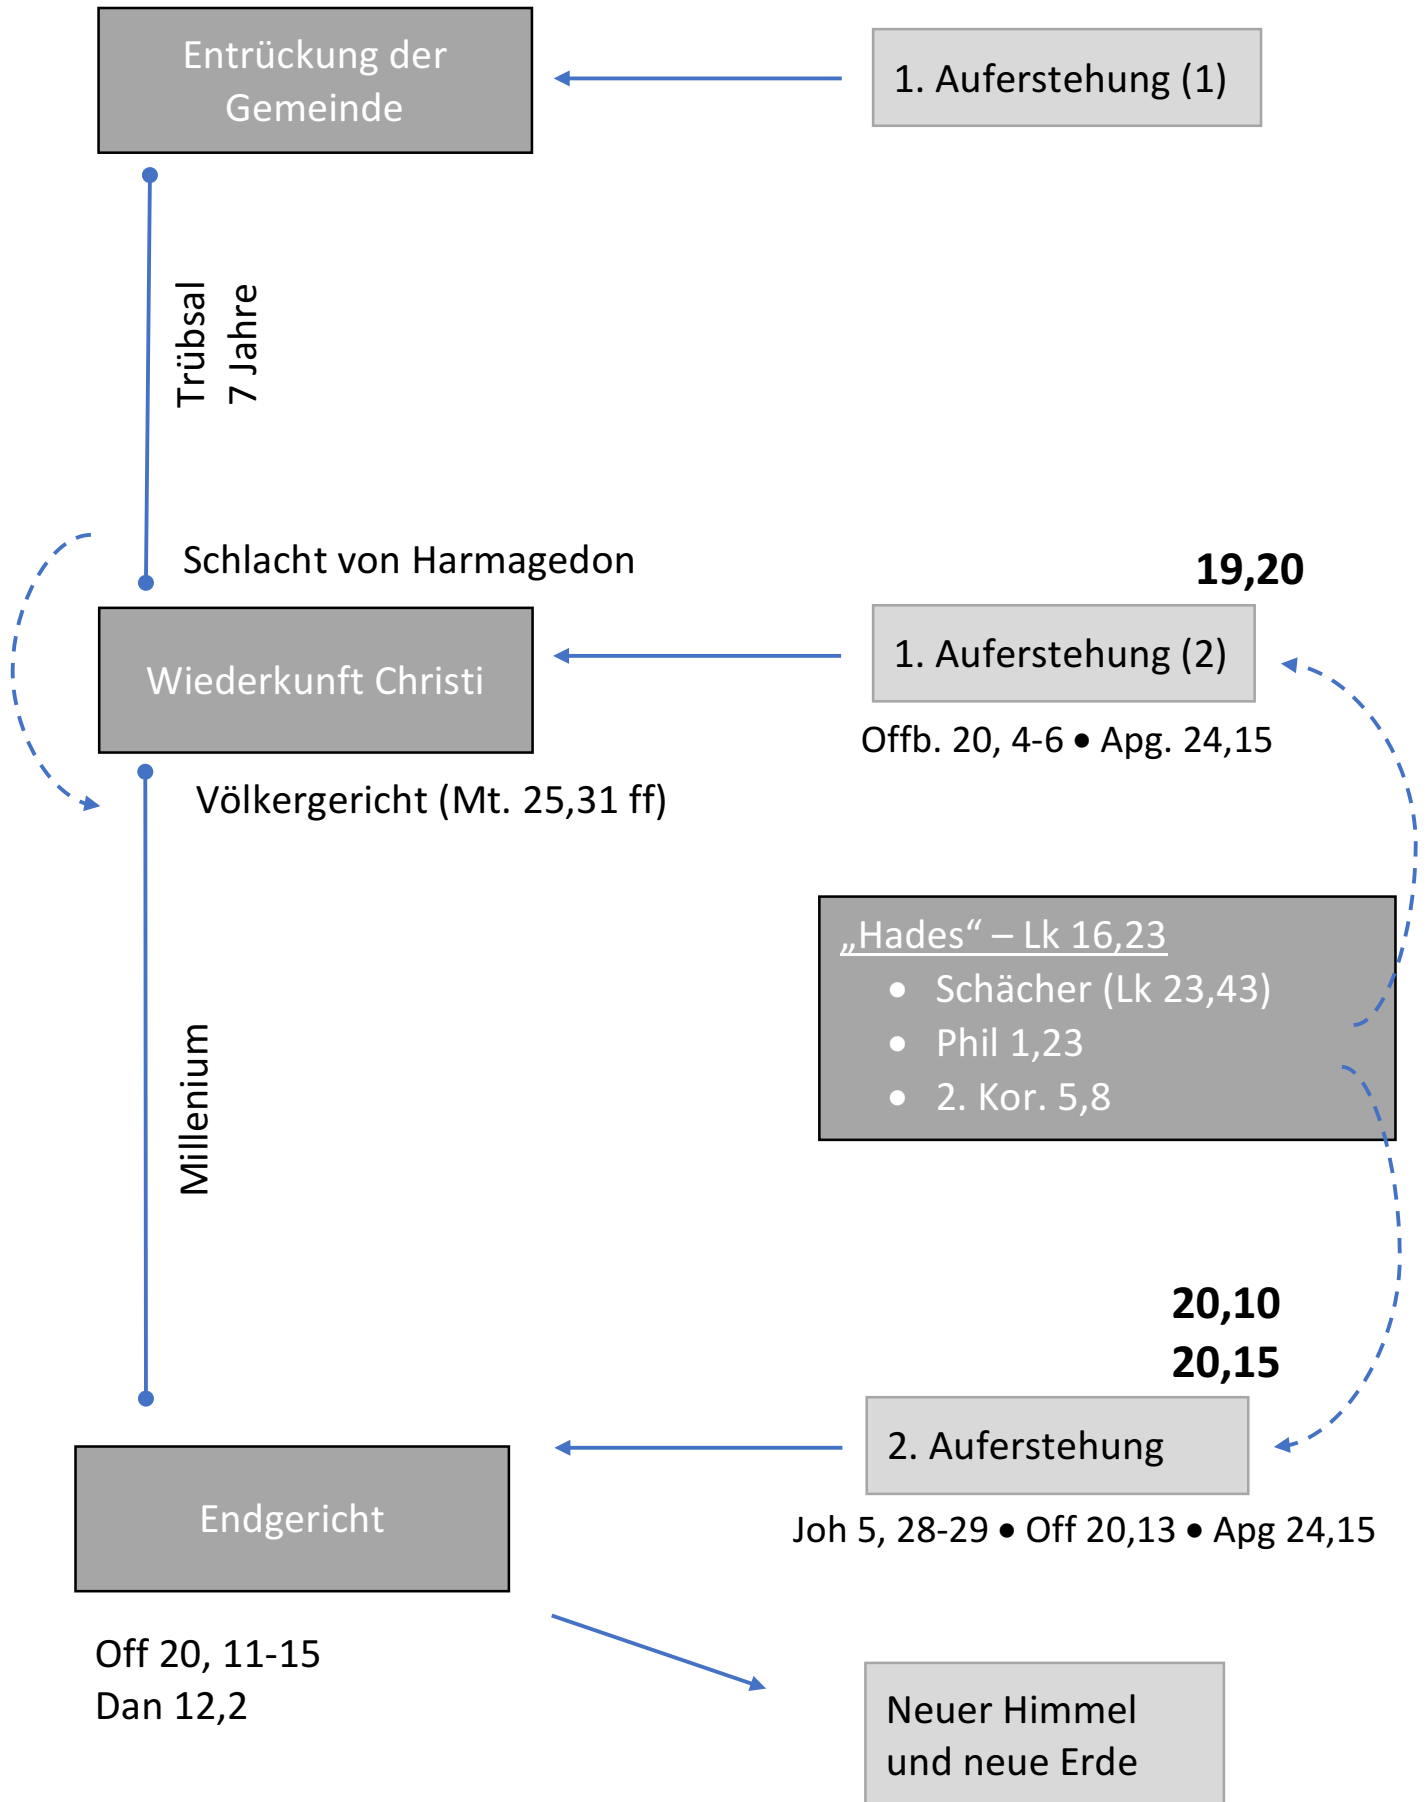 Entrückung der
Gemeinde
1. Auferstehung (1)
Trübsal
7 Jahre
Schlacht von Harmagedon
19,20
Wiederkunft Christi
1. Auferstehung (2)
Offb. 20, 4-6 • Apg. 24,15
Völkergericht (Mt. 25,31 ff)
„Hades“ – Lk 16,23
• Schächer (Lk 23,43)
• Phil 1,23
• 2. Kor. 5,8
Millenium
20,10
20,15
2. Auferstehung
Endgericht
Joh 5, 28-29 • Off 20,13 • Apg 24,15
Off 20, 11-15
Dan 12,2
Neuer Himmel
und neue Erde